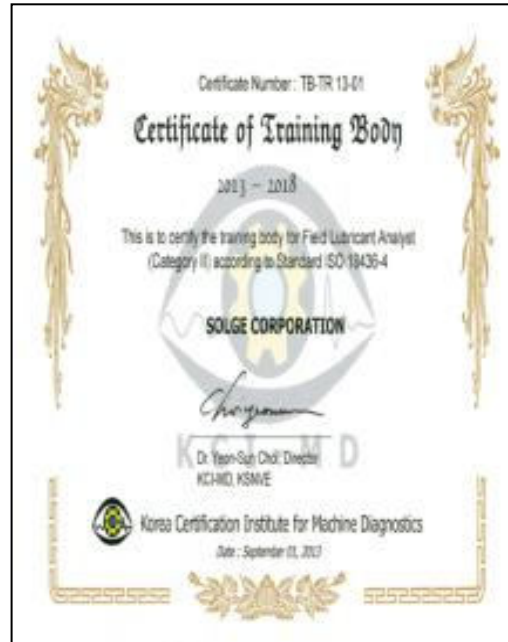 Certificate Number : TB-TR 13-01
Certificate of Training Body
2013 – 2018
This is to certify the training body for Field Lubricant Analyst
(Category II) according to Standard ISO 18436-4
SOLGE CORPORATION
KCI-MD
Dr. Yeon-Sun Choi, Director
KCI-MD, KSNVE
Korea Certification Institute for Machine Diagnostics
Date : September 01, 2013